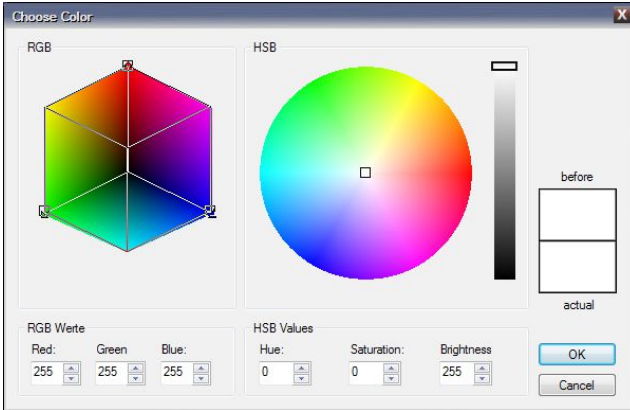 Choose Color
X
RGB
HSB
before
actual
RGB Werte
Red:
Green
Blue:
255
255
255
HSB Values
Hue:
Saturation:
Brightness
0
0
255
OK
Cancel